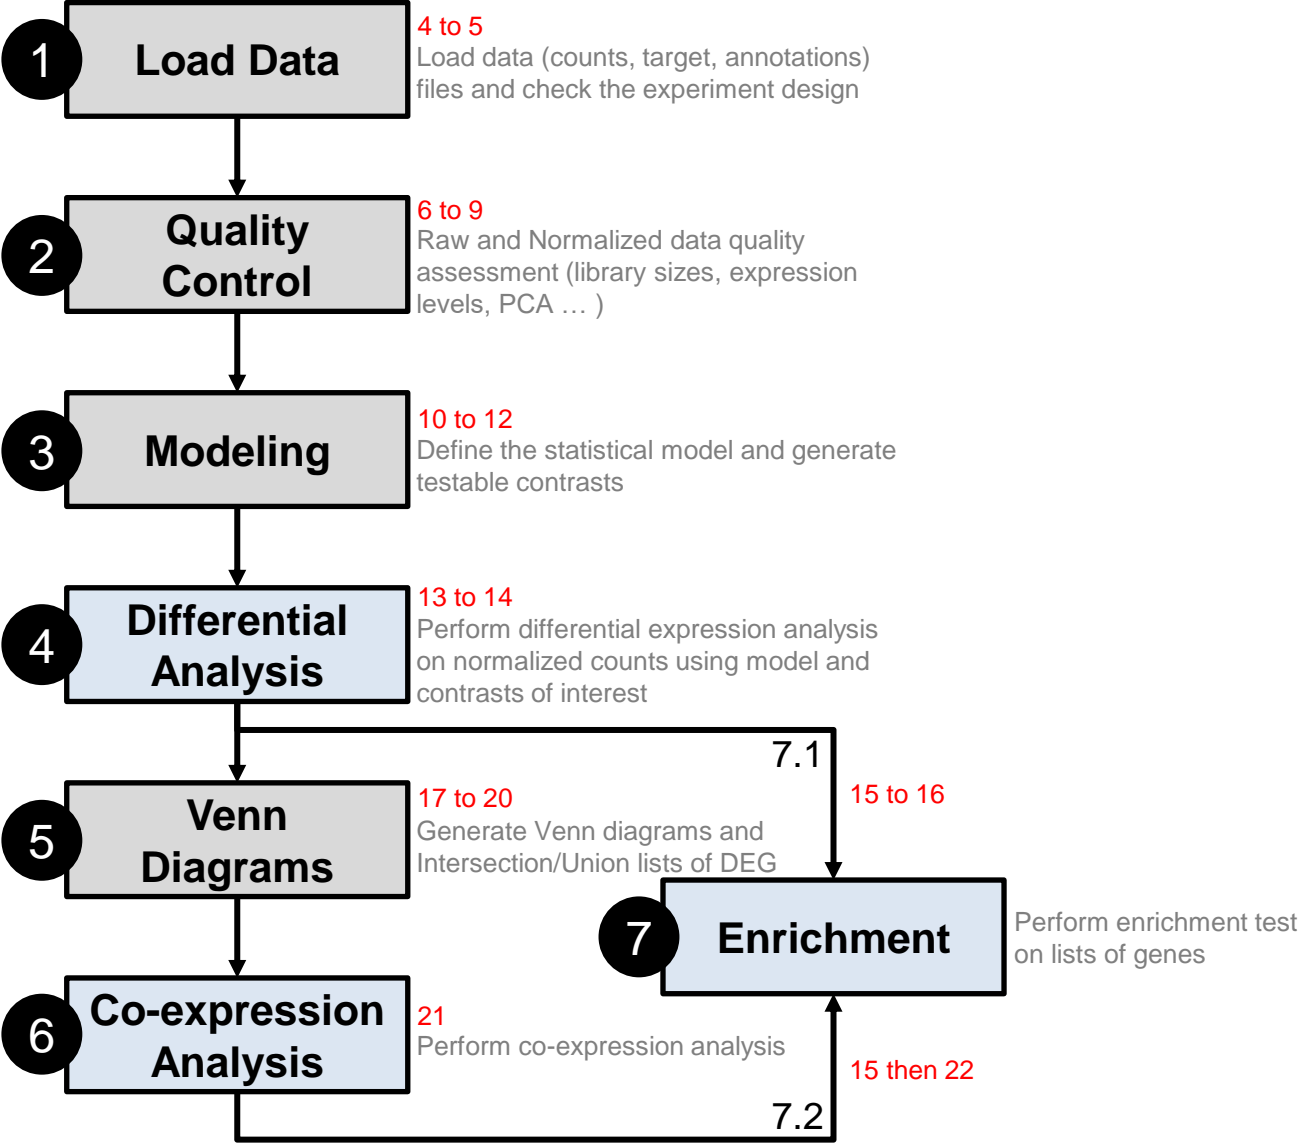 1
Load Data
4 to 5
Load data (counts, target, annotations)
files and check the experiment design
2
Quality
Control
6 to 9
Raw and Normalized data quality
assessment (library sizes, expression
levels, PCA … )
3
Modeling
10 to 12
Define the statistical model and generate
testable contrasts
4
Differential
Analysis
13 to 14
Perform differential expression analysis
on normalized counts using model and
contrasts of interest
7.1
15 to 16
5
Venn
Diagrams
17 to 20
Generate Venn diagrams and
Intersection/Union lists of DEG
7
Enrichment
Perform enrichment test
on lists of genes
6
Co-expression
Analysis
21
Perform co-expression analysis
15 then 22
7.2